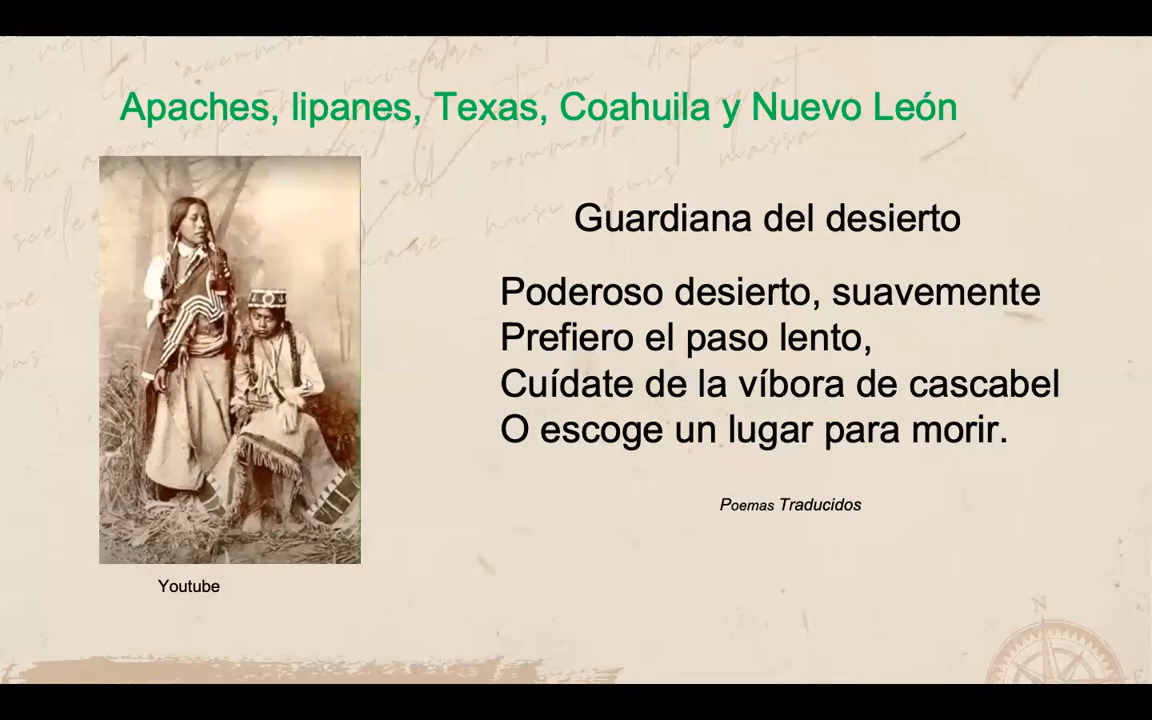 Apaches, lipanes, Texas, Coahuila y Nuevo León
Guardiana del desierto
Poderoso desierto, suavemente
Prefiero el paso lento,
Cuídate de la víbora de cascabel
O escoge un lugar para morir.
Poemas Traducidos
Youtube
N